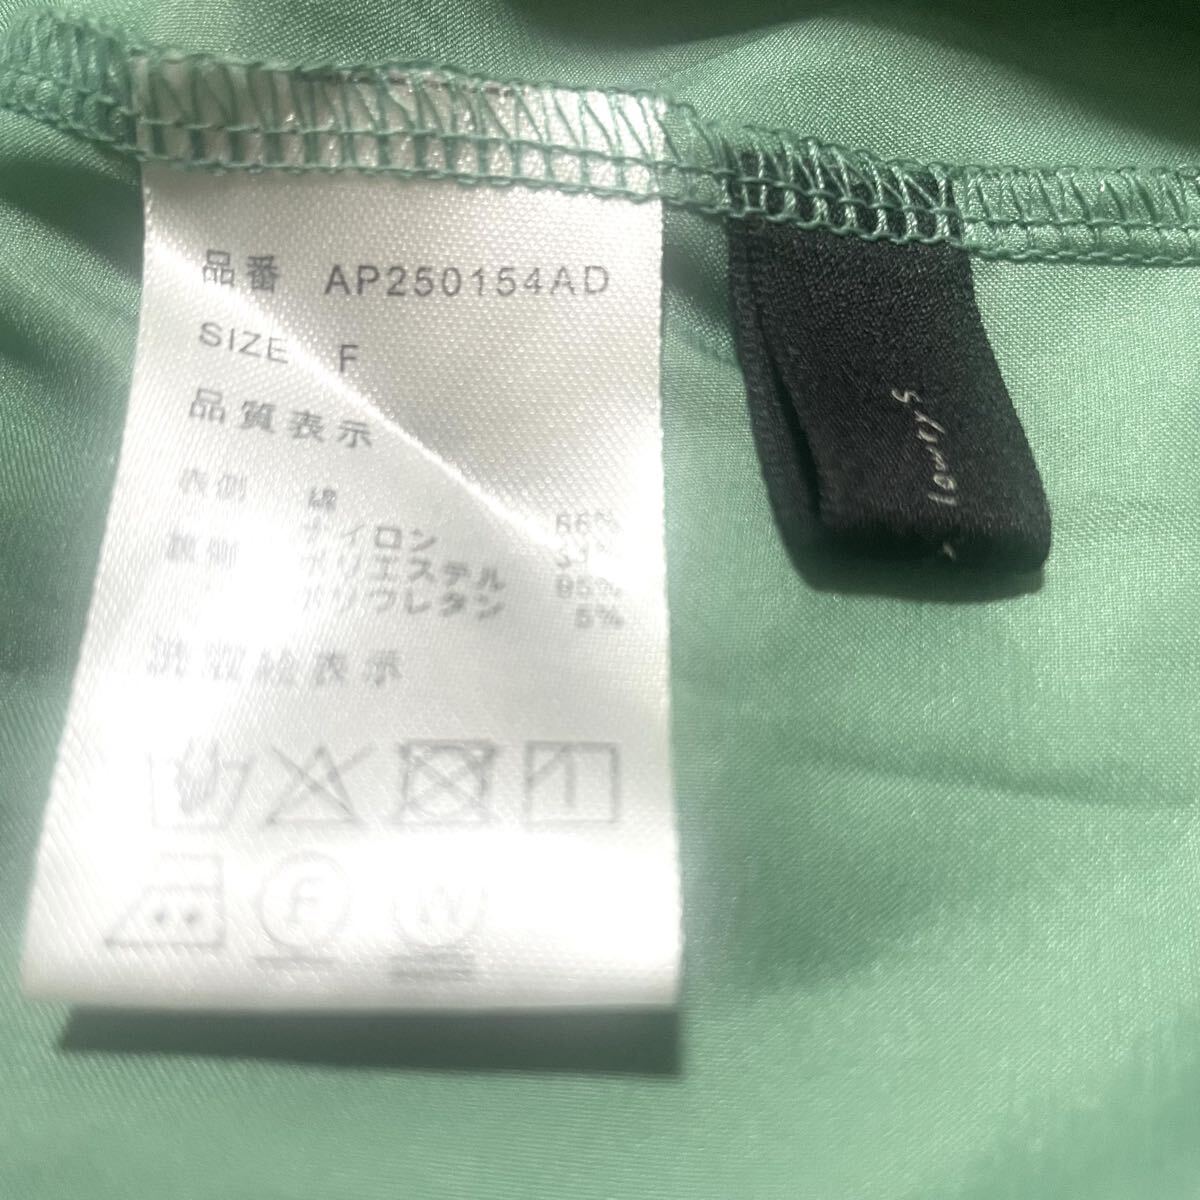 品番 AP250154AD
SIZE F
品質表示
表側 綿 66%
ナイロン
裏側 ポリエステル 95%
ポリウレタン 5%
洗濯絵表示
F
W
lowrys